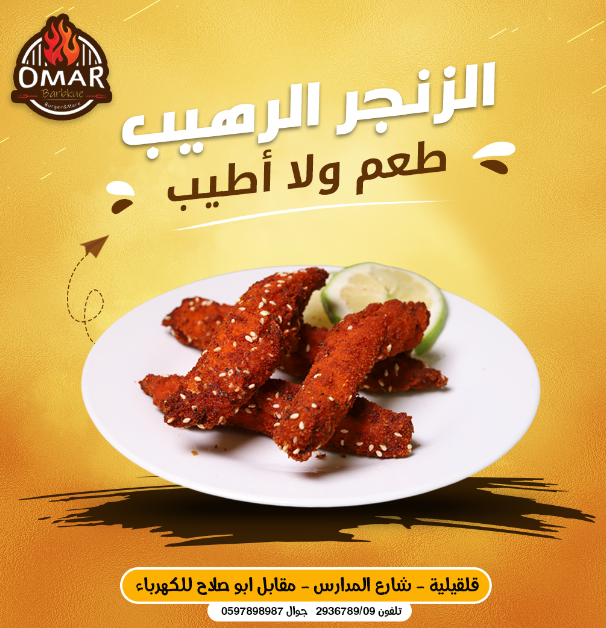 OMAR
Barbkue
Burger&More
الزنجر الرهيب
طعم ولا أطيب
قلقيلية - شارع المدارس - مقابل ابو صلاح للكهرباء
تلفون 2936789/09 جوال 0597898987